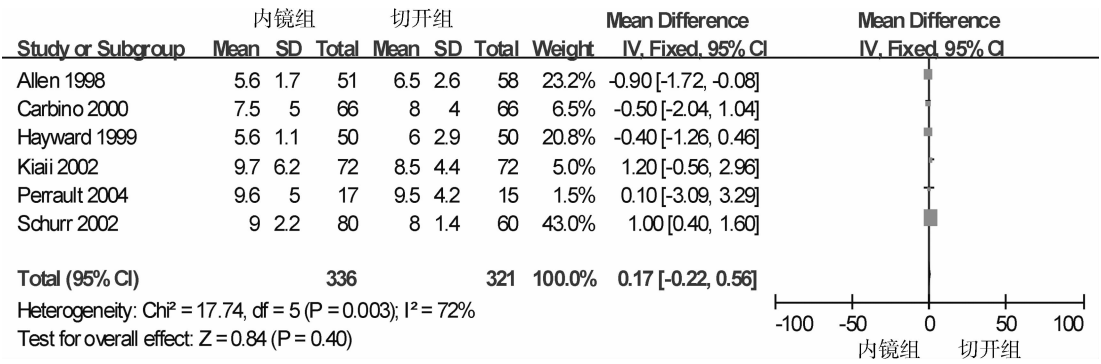 内镜组 切开组 Mean Difference Mean Difference
Study or Subgroup Mean SD Total Mean SD Total Weight IV, Fixed, 95% CI IV, Fixed, 95% CI
Allen 1998 5.6 1.7 51 6.5 2.6 58 23.2% -0.90 [-1.72, -0.08]
Carbino 2000 7.5 5 66 8 4 66 6.5% -0.50 [-2.04, 1.04]
Hayward 1999 5.6 1.1 50 6 2.9 50 20.8% -0.40 [-1.26, 0.46]
Kiaii 2002 9.7 6.2 72 8.5 4.4 72 5.0% 1.20 [-0.56, 2.96]
Perrault 2004 9.6 5 17 9.5 4.2 15 1.5% 0.10 [-3.09, 3.29]
Schurr 2002 9 2.2 80 8 1.4 60 43.0% 1.00 [0.40, 1.60]
Total (95% CI) 336 321 100.0% 0.17 [-0.22, 0.56]
Heterogeneity: Chi² = 17.74, df = 5 (P = 0.003); I² = 72%
Test for overall effect: Z = 0.84 (P = 0.40)
-100 -50 0 50 100
内镜组 切开组